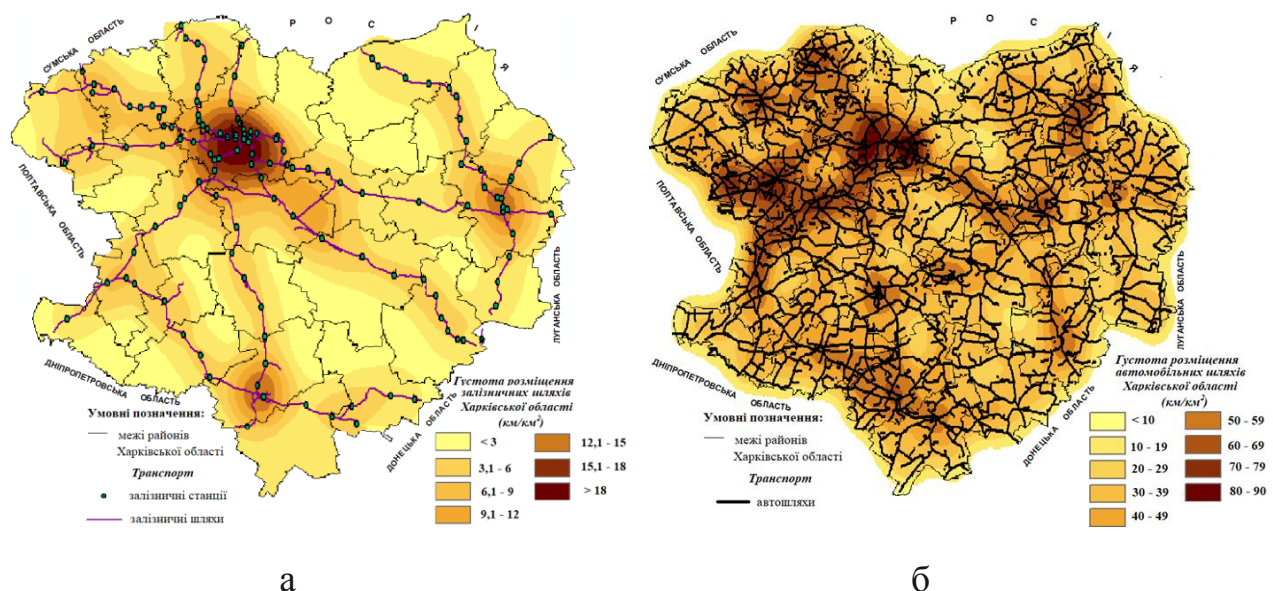 Р О С І Я
СУМСЬКА ОБЛАСТЬ
ПОЛТАВСЬКА ОБЛАСТЬ
ДНІПРОПЕТРОВСЬКА ОБЛАСТЬ
ДОНЕЦЬКА ОБЛАСТЬ
ЛУГАНСЬКА ОБЛАСТЬ
Умовні позначення:
межі районів
Харківської області
Транспорт
залізничні станції
залізничні шляхи
Густота розміщення
залізничних шляхів
Харківської області
(км/км²)
< 3
3,1 - 6
6,1 - 9
9,1 - 12
12,1 - 15
15,1 - 18
> 18
а
Р О С І Я
СУМСЬКА ОБЛАСТЬ
ПОЛТАВСЬКА ОБЛАСТЬ
ДНІПРОПЕТРОВСЬКА ОБЛАСТЬ
ДОНЕЦЬКА ОБЛАСТЬ
ЛУГАНСЬКА ОБЛАСТЬ
Умовні позначення:
межі районів
Харківської області
Транспорт
автошляхи
Густота розміщення
автомобільних шляхів
Харківської області
(км/км²)
< 10
10 - 19
20 - 29
30 - 39
40 - 49
50 - 59
60 - 69
70 - 79
80 - 90
б